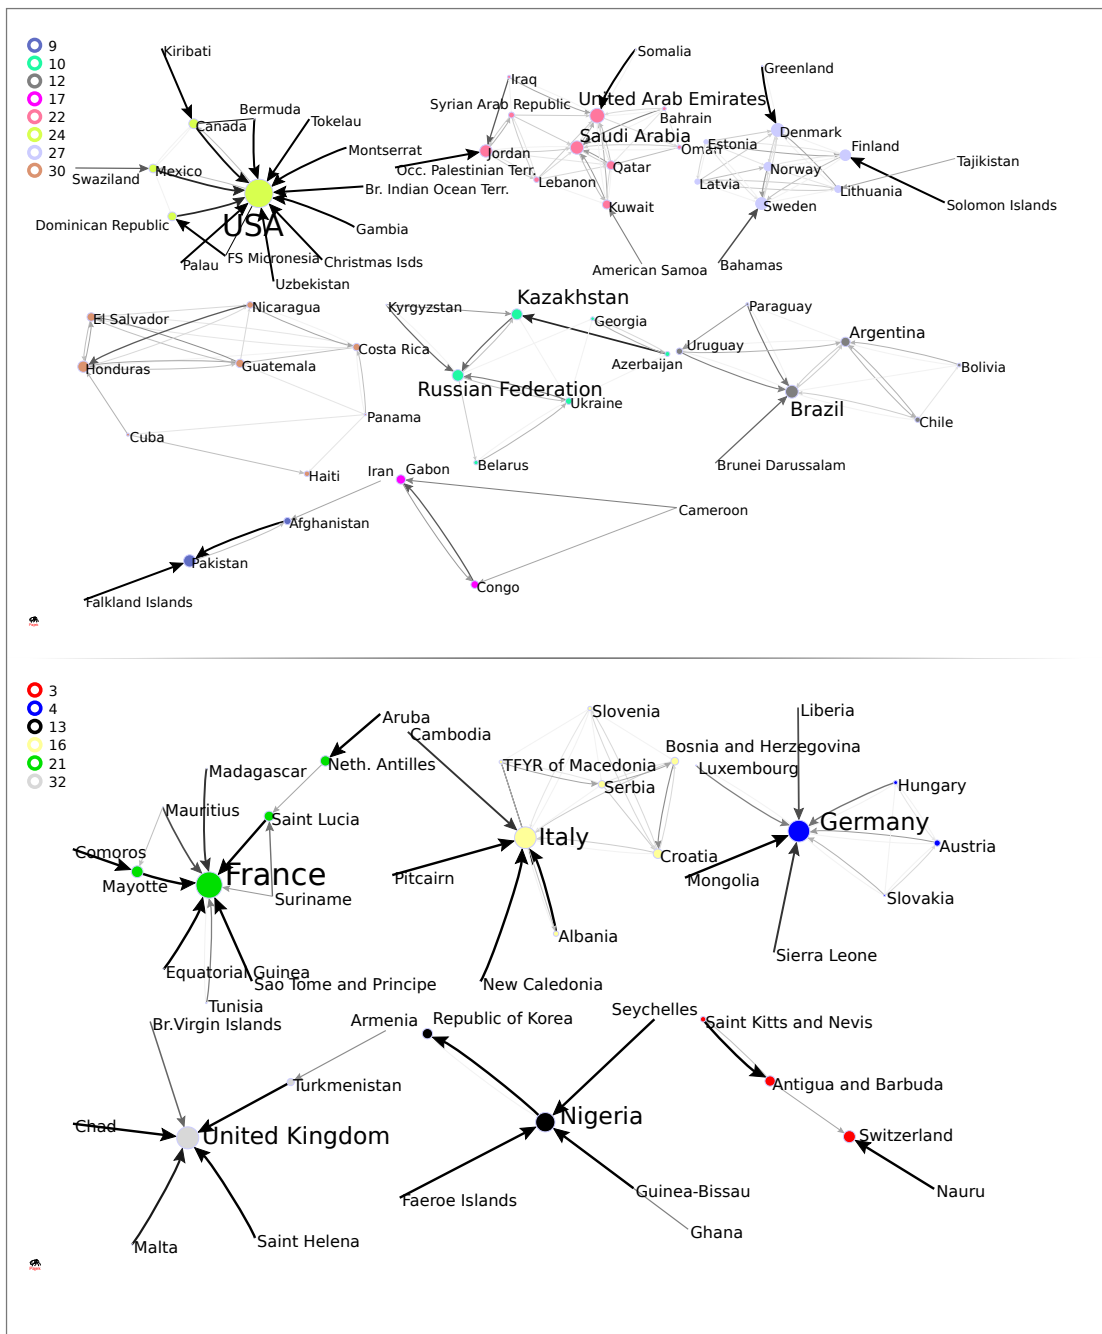 9
10
12
17
22
24
27
30
Kiribati
Canada
Bermuda
Tokelau
Montserrat
Swaziland
Mexico
Br. Indian Ocean Terr.
Dominican Republic
USA
Gambia
Palau
FS Micronesia
Christmas Isds
Uzbekistan
Somalia
Iraq
Syrian Arab Republic
United Arab Emirates
Bahrain
Saudi Arabia
Oman
Jordan
Occ. Palestinian Terr.
Qatar
Lebanon
Kuwait
American Samoa
Greenland
Denmark
Estonia
Finland
Tajikistan
Norway
Latvia
Lithuania
Sweden
Solomon Islands
Bahamas
Nicaragua
El Salvador
Costa Rica
Honduras
Guatemala
Panama
Cuba
Haiti
Kyrgyzstan
Kazakhstan
Georgia
Azerbaijan
Russian Federation
Ukraine
Belarus
Paraguay
Uruguay
Argentina
Bolivia
Brazil
Chile
Brunei Darussalam
Iran
Gabon
Cameroon
Afghanistan
Pakistan
Congo
Falkland Islands
3
4
13
16
21
32
Aruba
Neth. Antilles
Madagascar
Mauritius
Saint Lucia
Comoros
Mayotte
France
Suriname
Equatorial Guinea
Sao Tome and Principe
Tunisia
Cambodia
Slovenia
TFYR of Macedonia
Bosnia and Herzegovina
Serbia
Italy
Croatia
Pitcairn
Albania
New Caledonia
Liberia
Luxembourg
Hungary
Germany
Austria
Mongolia
Slovakia
Sierra Leone
Br.Virgin Islands
Armenia
Turkmenistan
Chad
United Kingdom
Malta
Saint Helena
Republic of Korea
Seychelles
Nigeria
Faeroe Islands
Guinea-Bissau
Ghana
Saint Kitts and Nevis
Antigua and Barbuda
Switzerland
Nauru